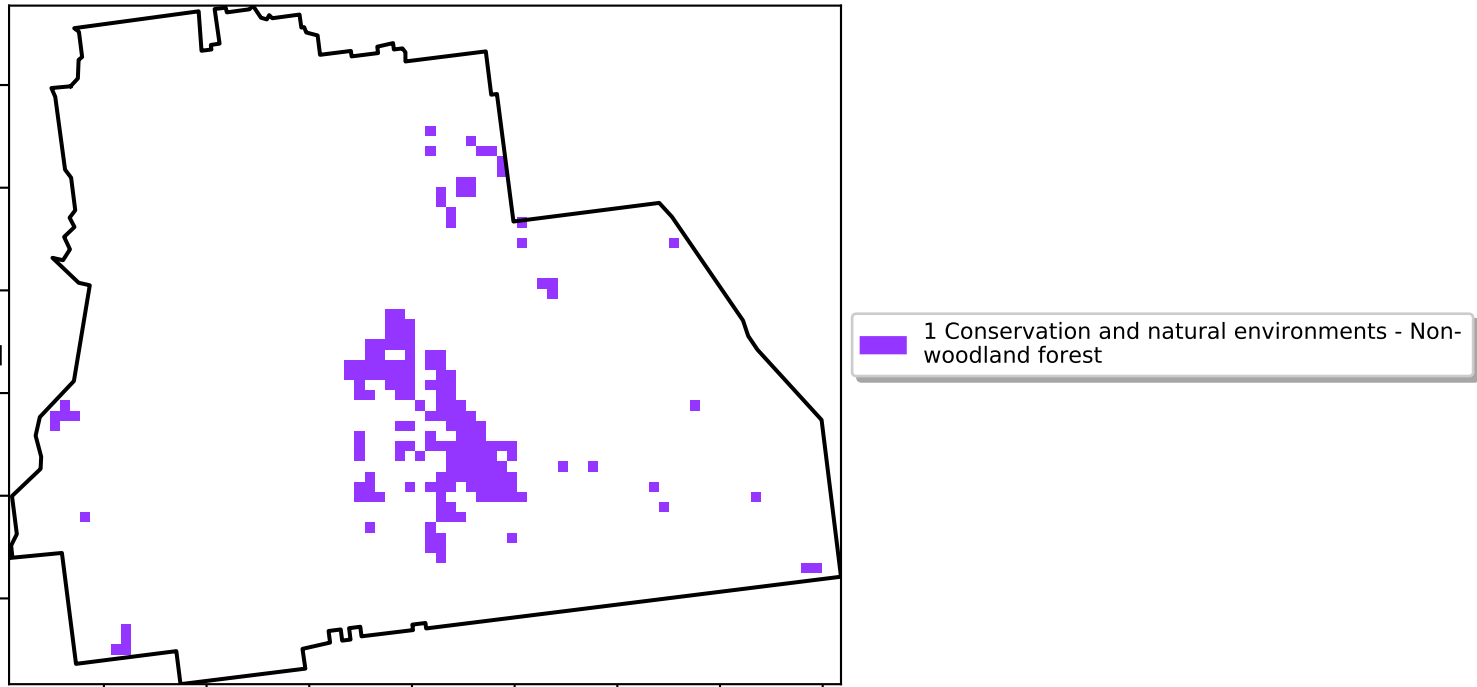 1 Conservation and natural environments - Non-
woodland forest